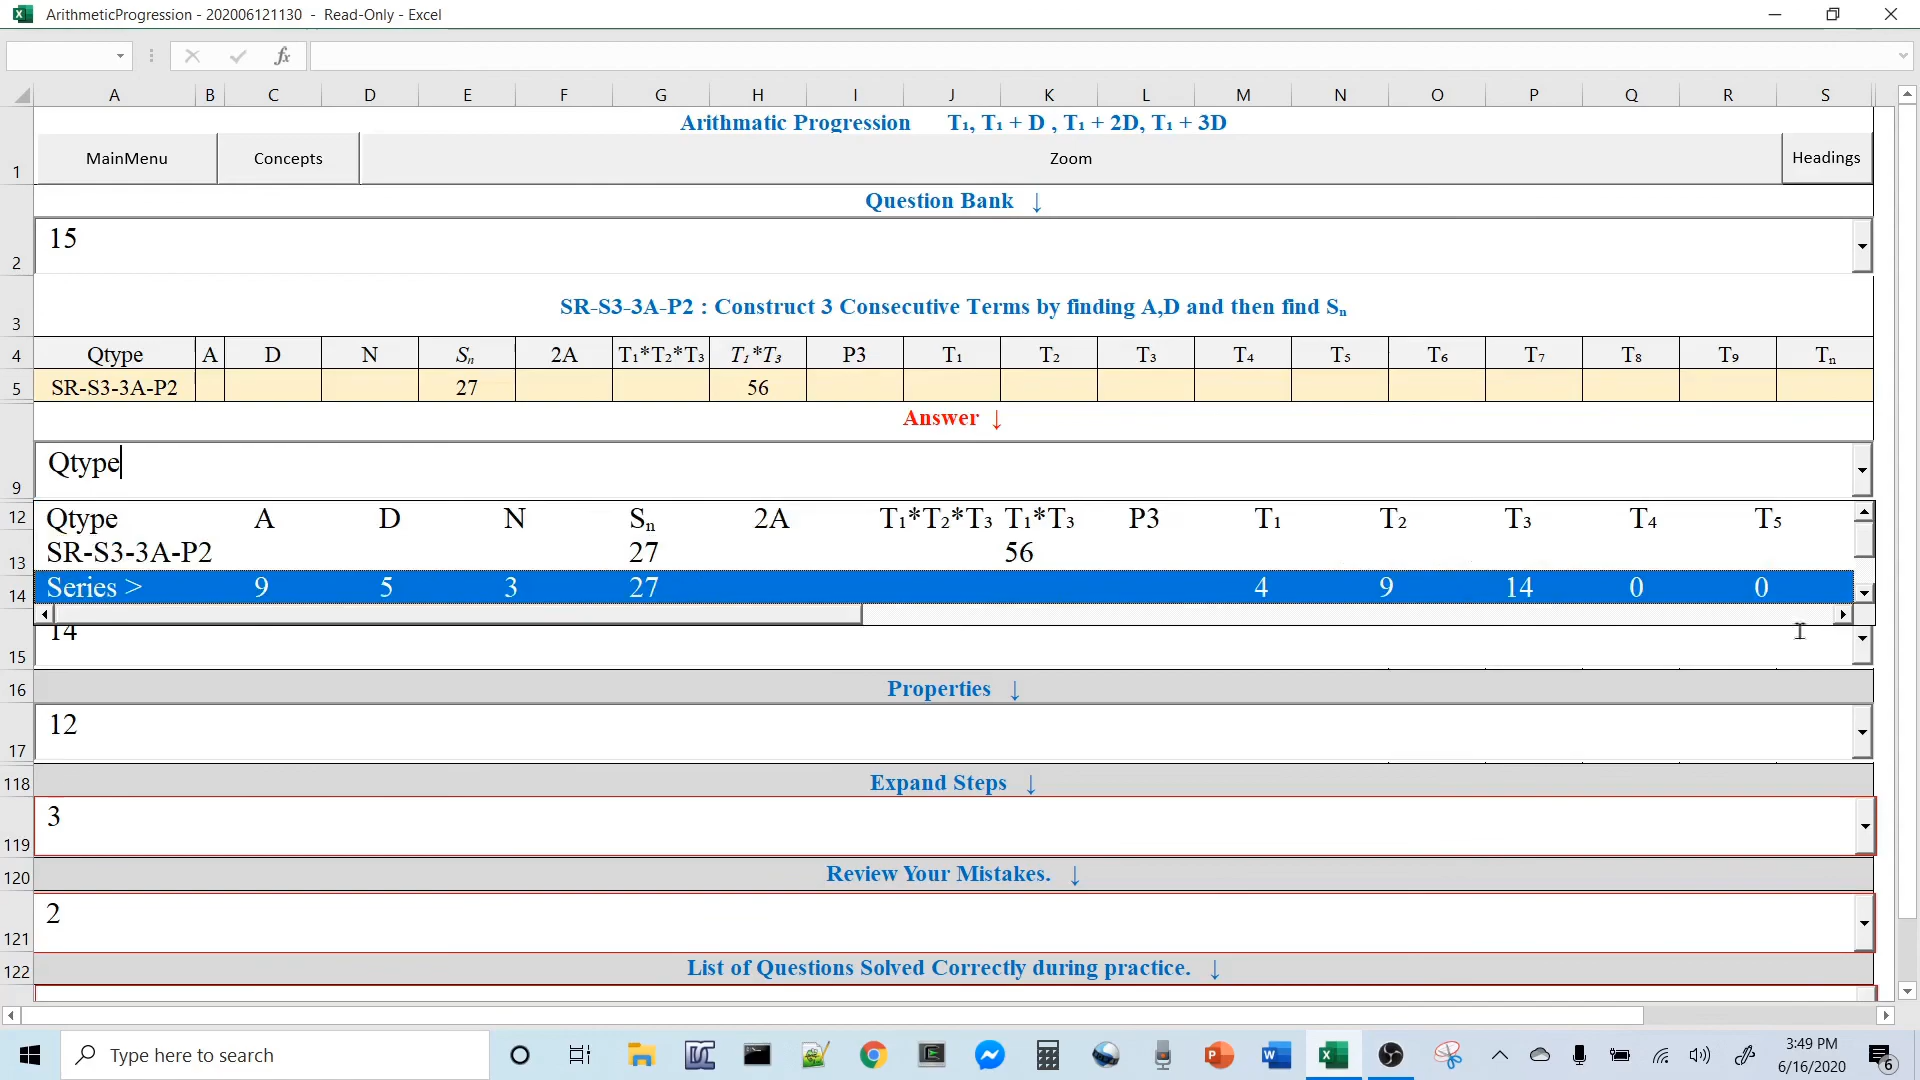 ArithmeticProgression - 202006121130 - Read-Only - Excel
fx
A B C D E F G H I J K L M N O P Q R S
Arithmatic Progression T₁, T₁ + D , T₁ + 2D, T₁ + 3D
1 MainMenu Concepts Zoom Headings
Question Bank ↓
2 15
3 SR-S3-3A-P2 : Construct 3 Consecutive Terms by finding A,D and then find Sₙ
4 Qtype A D N Sₙ 2A T₁*T₂*T₃ T₁*T₃ P3 T₁ T₂ T₃ T₄ T₅ T₆ T₇ T₈ T₉ Tₙ
5 SR-S3-3A-P2 27 56
Answer ↓
9 Qtype
12 Qtype A D N Sₙ 2A T₁*T₂*T₃ T₁*T₃ P3 T₁ T₂ T₃ T₄ T₅
13 SR-S3-3A-P2 27 56
14 Series > 9 5 3 27 4 9 14 0 0
15 14
16 Properties ↓
17 12
118 Expand Steps ↓
119 3
120 Review Your Mistakes. ↓
121 2
122 List of Questions Solved Correctly during practice. ↓
Type here to search
3:49 PM
6/16/2020
6